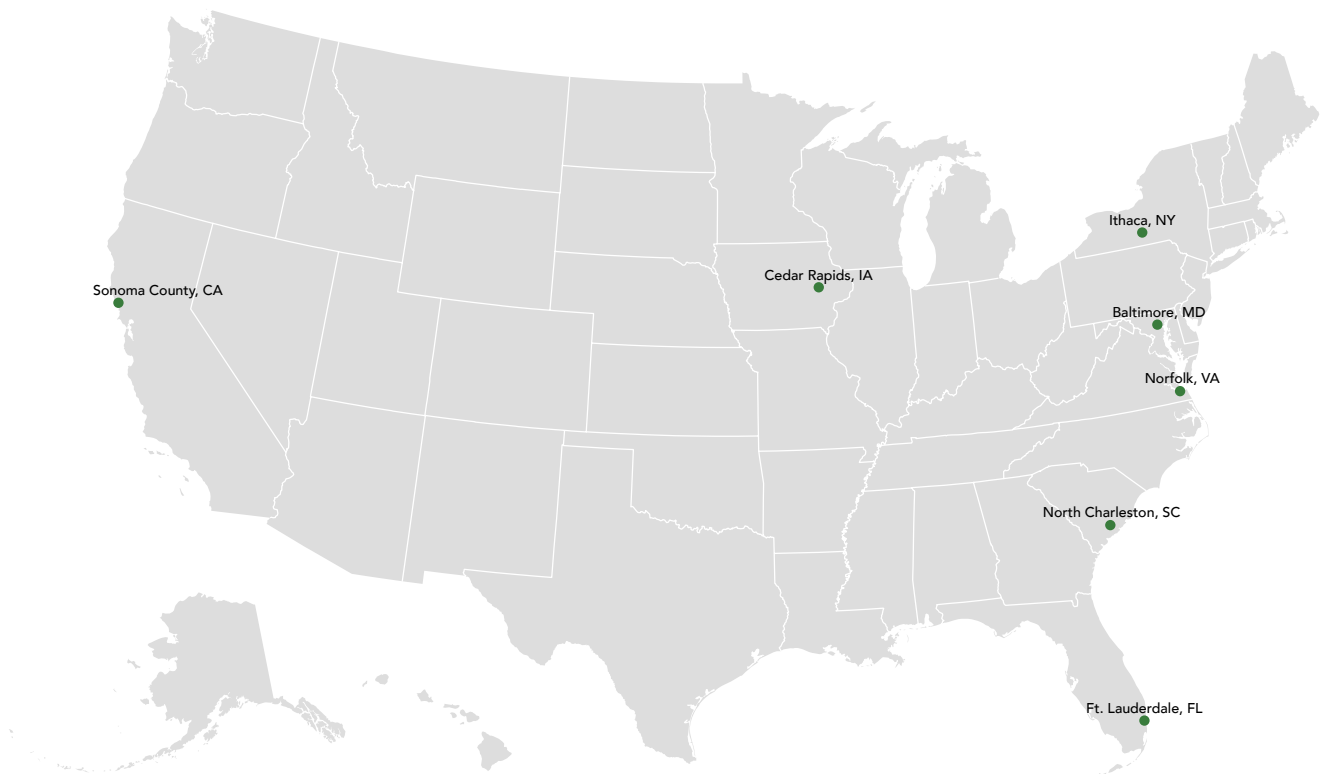 Ithaca, NY
Cedar Rapids, IA
Sonoma County, CA
Baltimore, MD
Norfolk, VA
North Charleston, SC
Ft. Lauderdale, FL